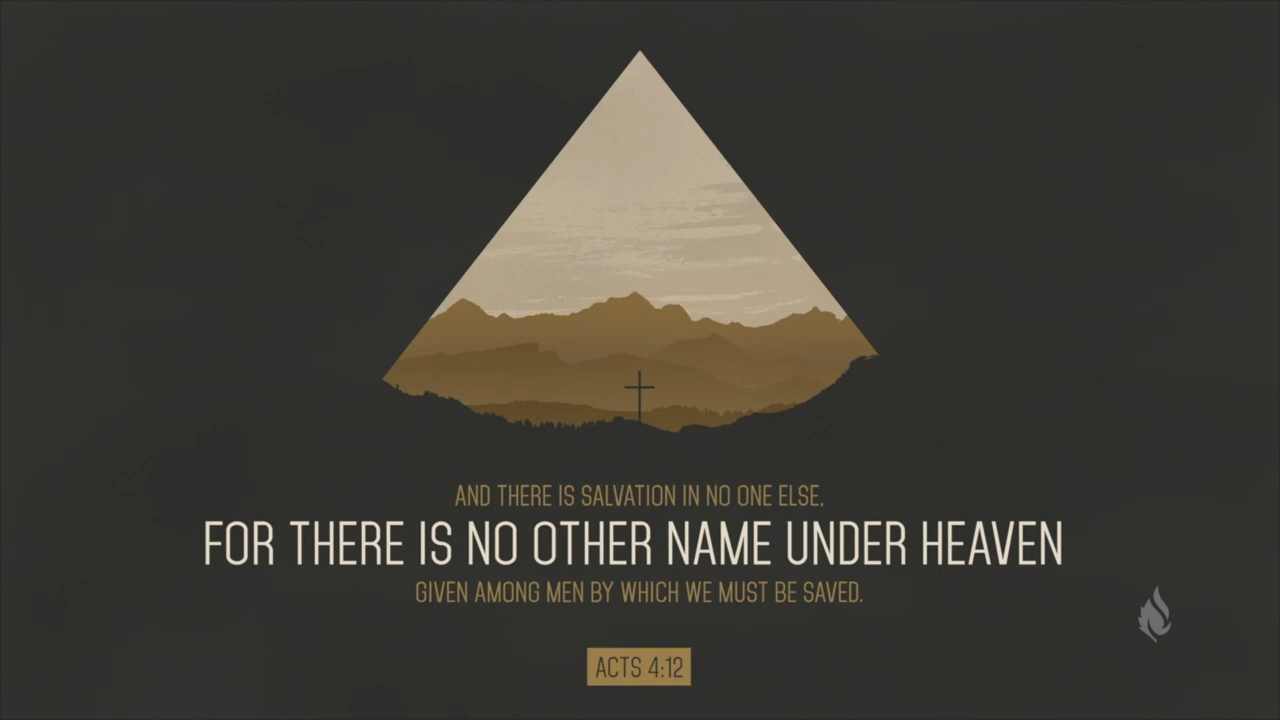 AND THERE IS SALVATION IN NO ONE ELSE,
FOR THERE IS NO OTHER NAME UNDER HEAVEN
GIVEN AMONG MEN BY WHICH WE MUST BE SAVED.
ACTS 4:12